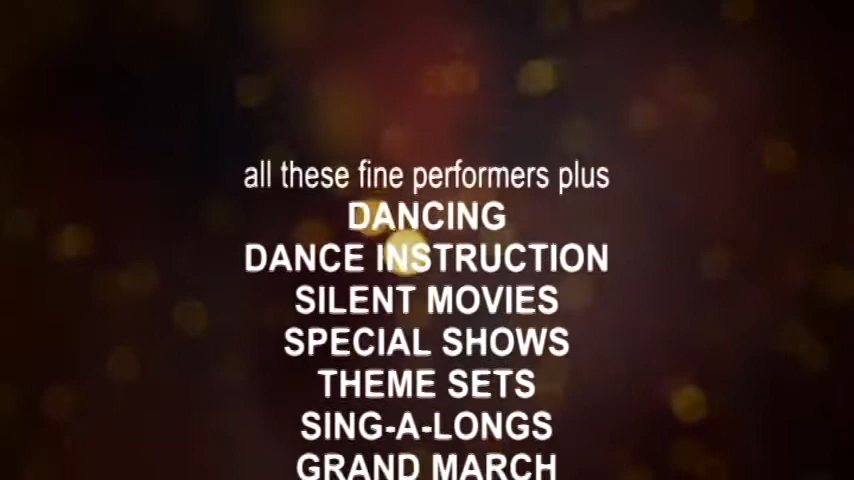 all these fine performers plus
DANCING
DANCE INSTRUCTION
SILENT MOVIES
SPECIAL SHOWS
THEME SETS
SING-A-LONGS
GRAND MARCH